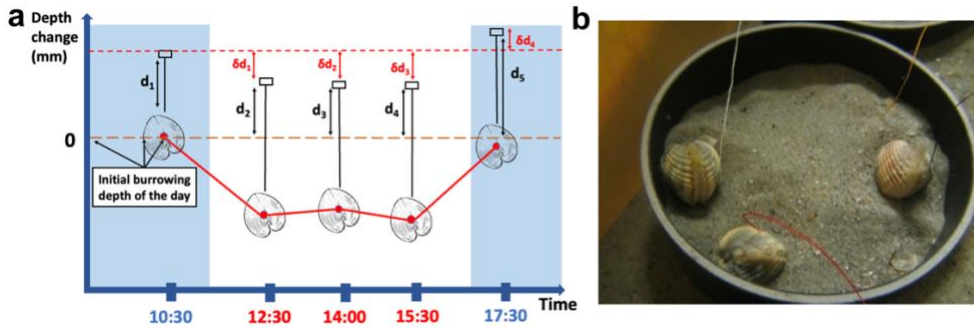 a
Depth
change
(mm)
0
d1
δd1
d2
δd2
d3
δd3
d4
δd4
d5
Initial burrowing
depth of the day
Time
10:30
12:30
14:00
15:30
17:30
b